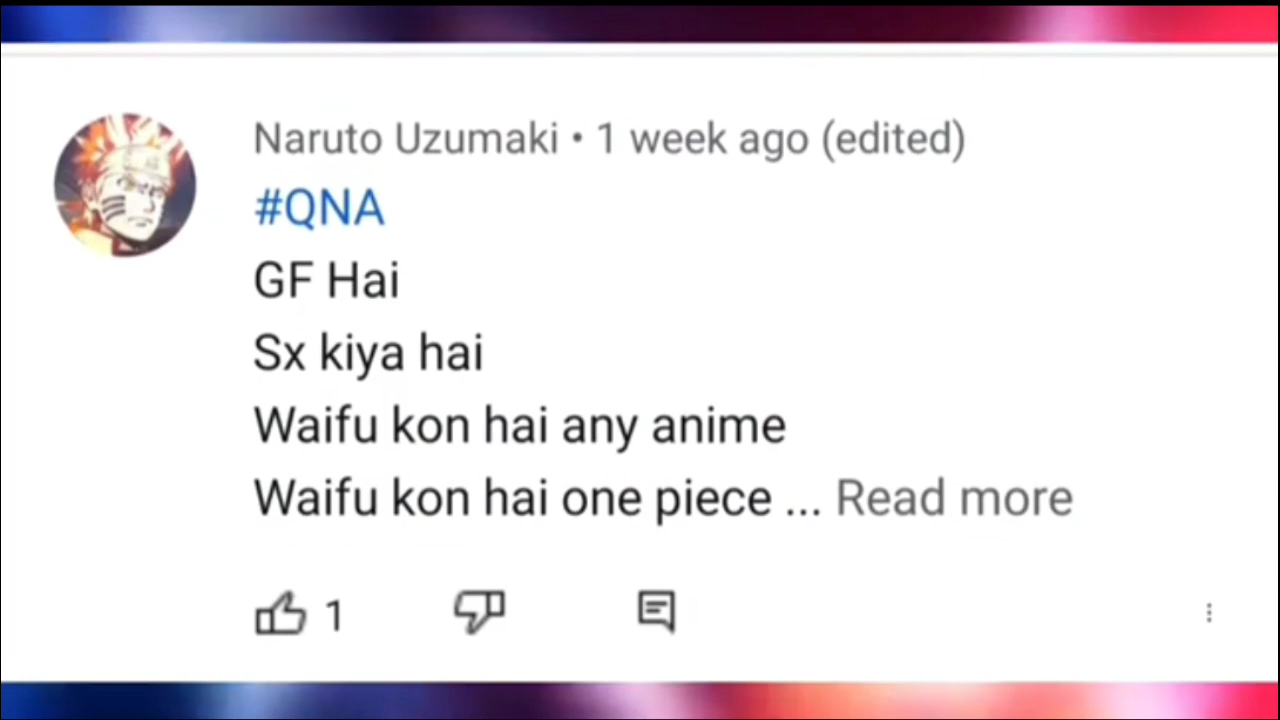 Naruto Uzumaki • 1 week ago (edited)
#QNA
GF Hai
Sx kiya hai
Waifu kon hai any anime
Waifu kon hai one piece ... Read more
1